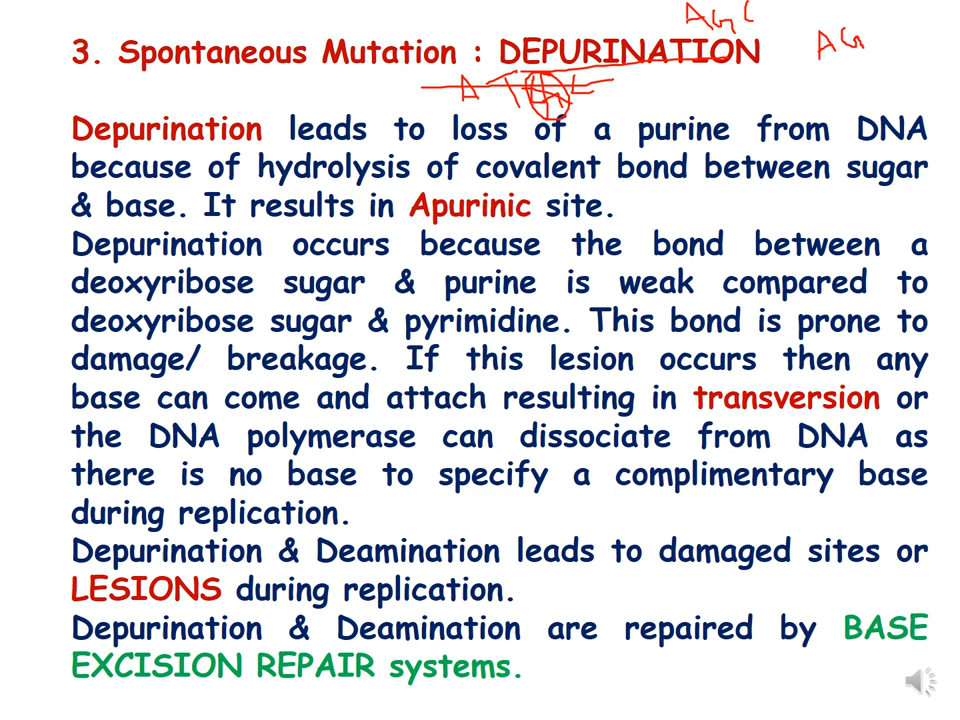 AGC
3. Spontaneous Mutation : DEPURINATION
AG
Depurination leads to loss of a purine from DNA
because of hydrolysis of covalent bond between sugar
& base. It results in Apurinic site.
Depurination occurs because the bond between a
deoxyribose sugar & purine is weak compared to
deoxyribose sugar & pyrimidine. This bond is prone to
damage/ breakage. If this lesion occurs then any
base can come and attach resulting in transversion or
the DNA polymerase can dissociate from DNA as
there is no base to specify a complimentary base
during replication.
Depurination & Deamination leads to damaged sites or
LESIONS during replication.
Depurination & Deamination are repaired by BASE
EXCISION REPAIR systems.